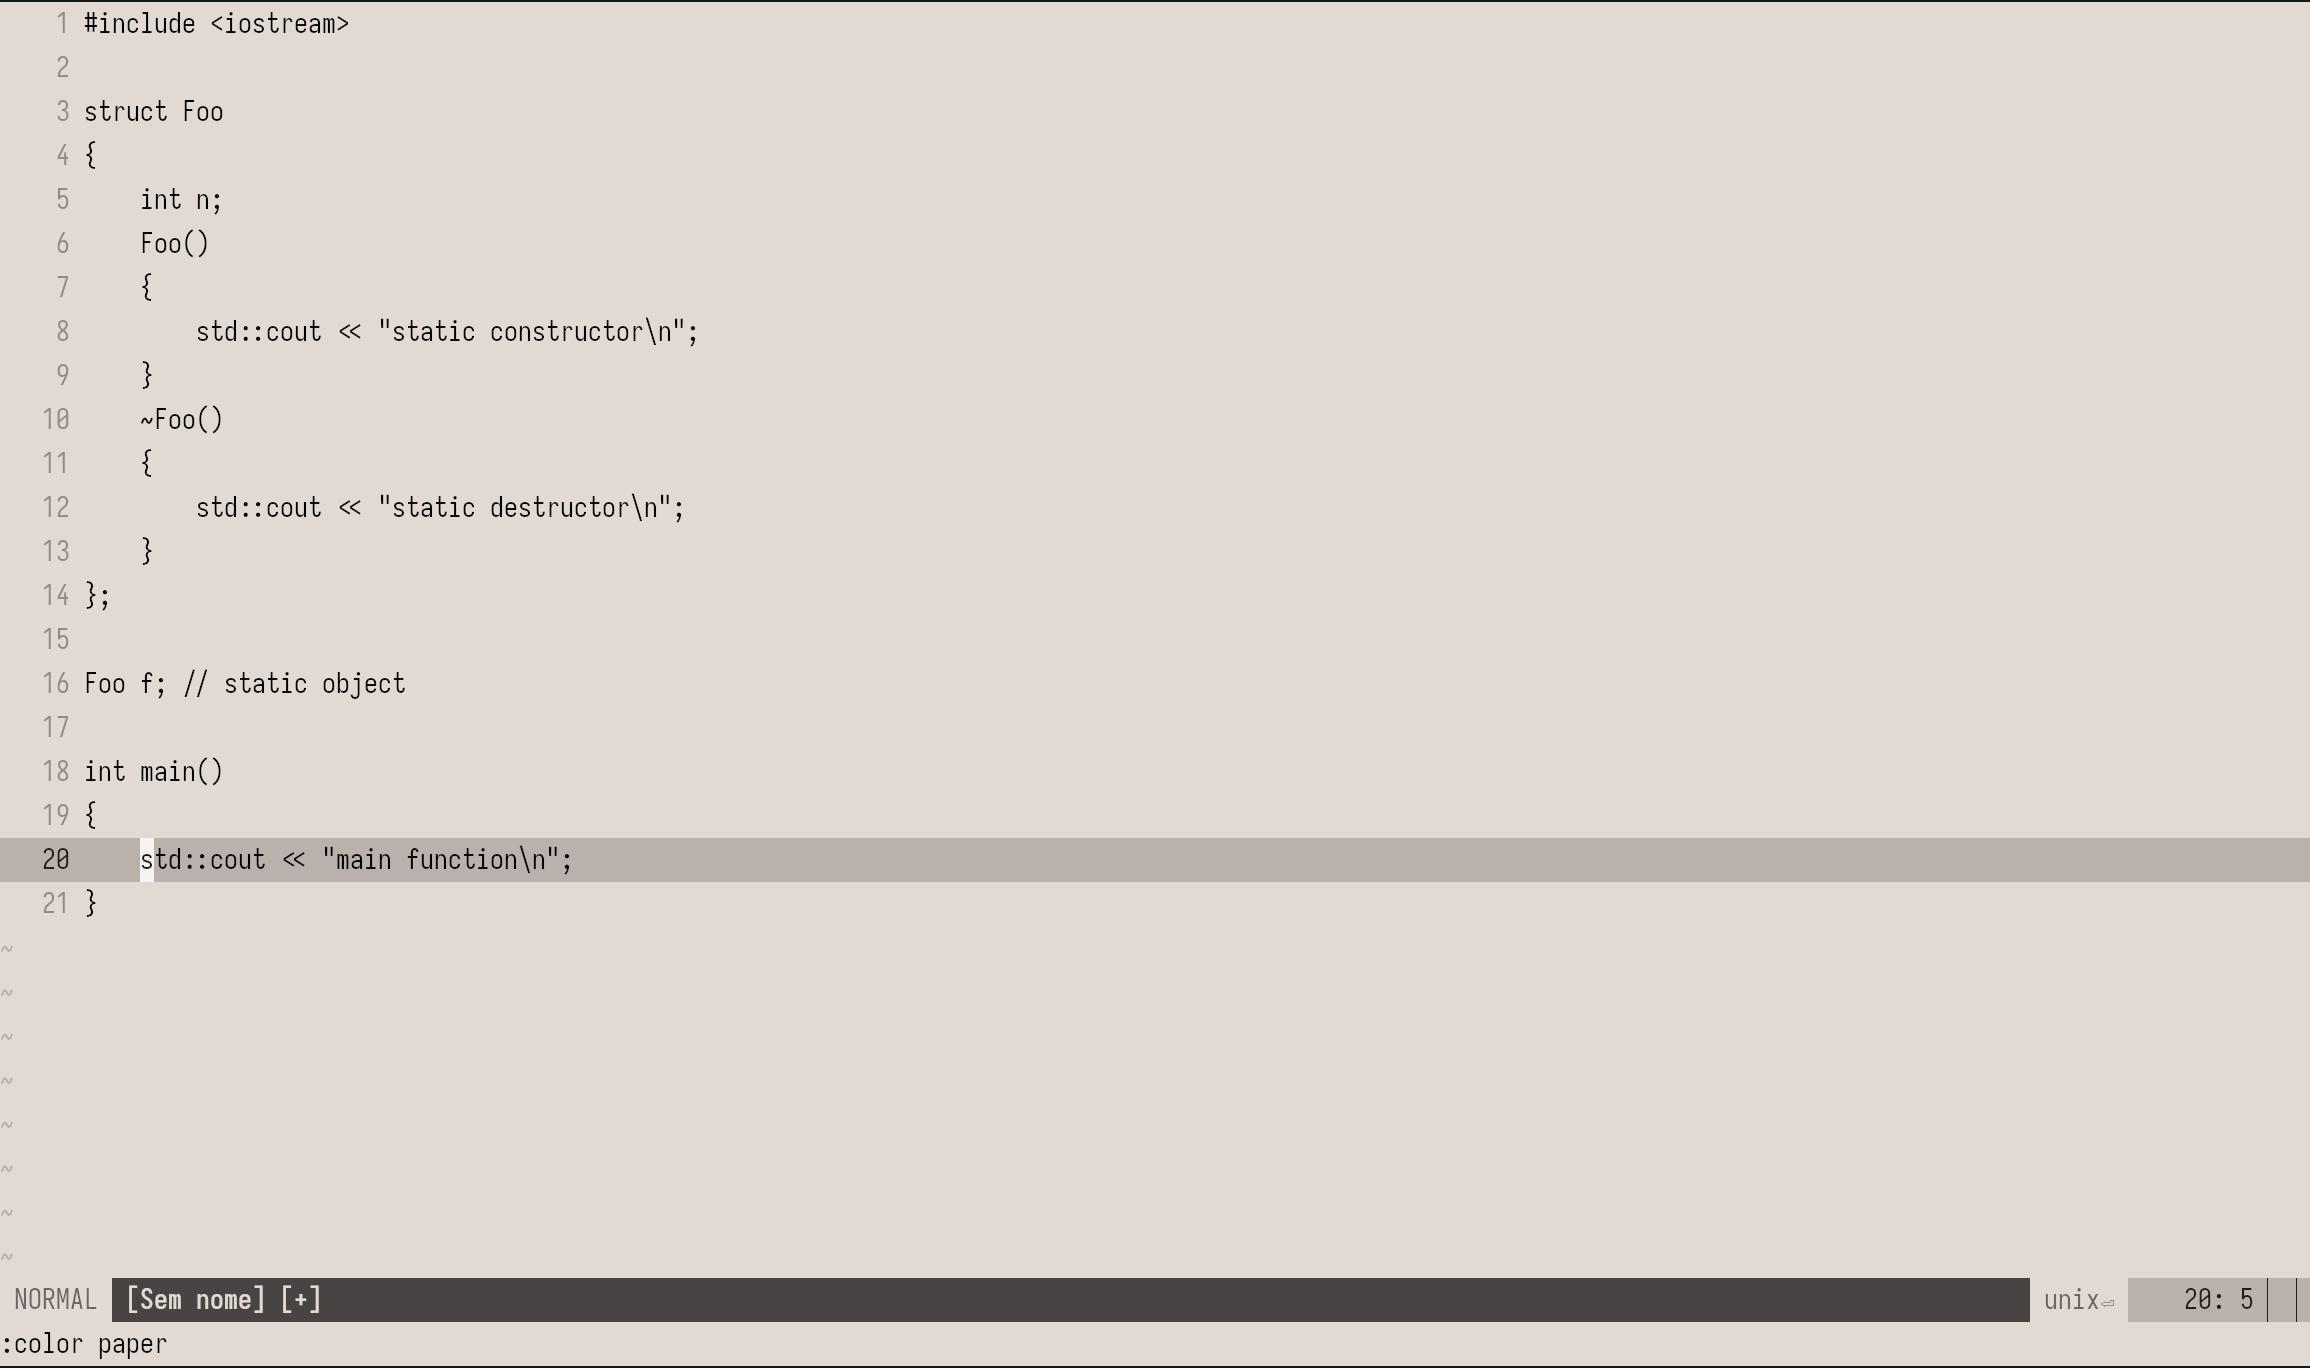 1 #include <iostream>
2
3 struct Foo
4 {
5     int n;
6     Foo()
7     {
8         std::cout << "static constructor\n";
9     }
10     ~Foo()
11     {
12         std::cout << "static destructor\n";
13     }
14 };
15
16 Foo f; // static object
17
18 int main()
19 {
20     std::cout << "main function\n";
21 }
~
~
~
~
~
~
~
~
NORMAL [Sem nome] [+] unix⏎ 20: 5
:color paper